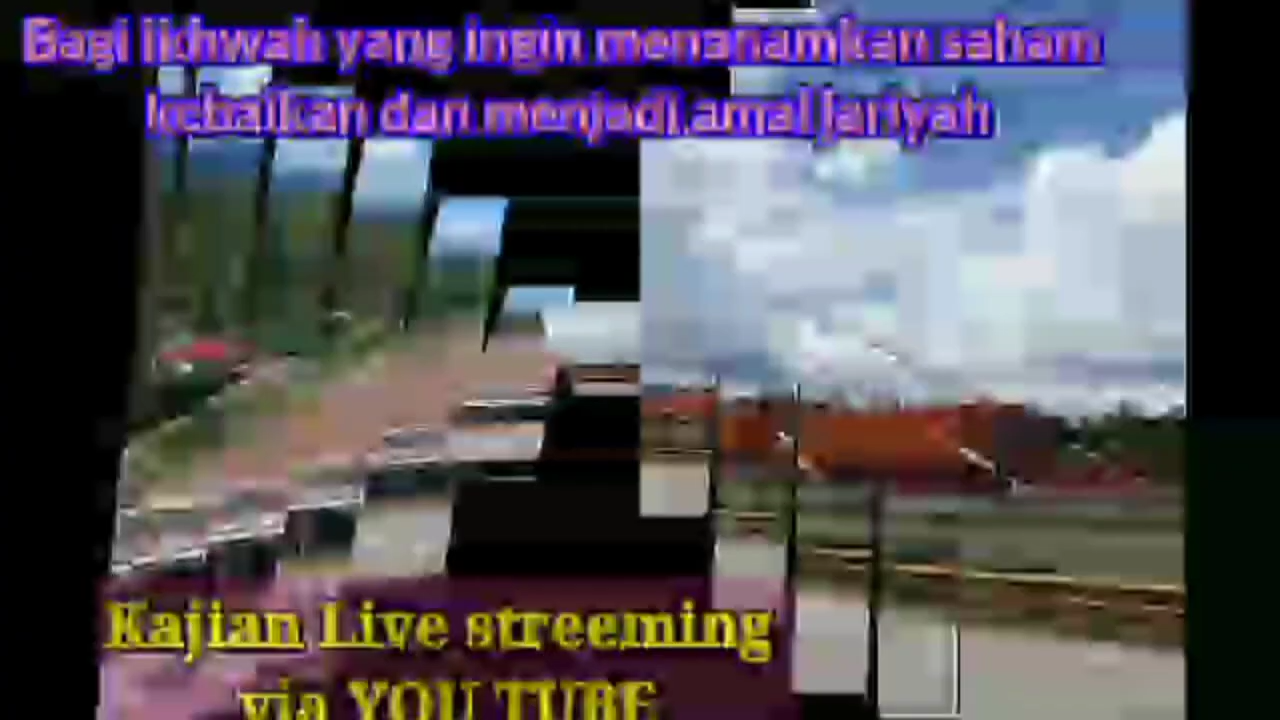 Bagi ikhwah yang ingin menanamkan saham
kebaikan dan menjadi amal jariyah
Kajian Live streeming
via YOU TUBE